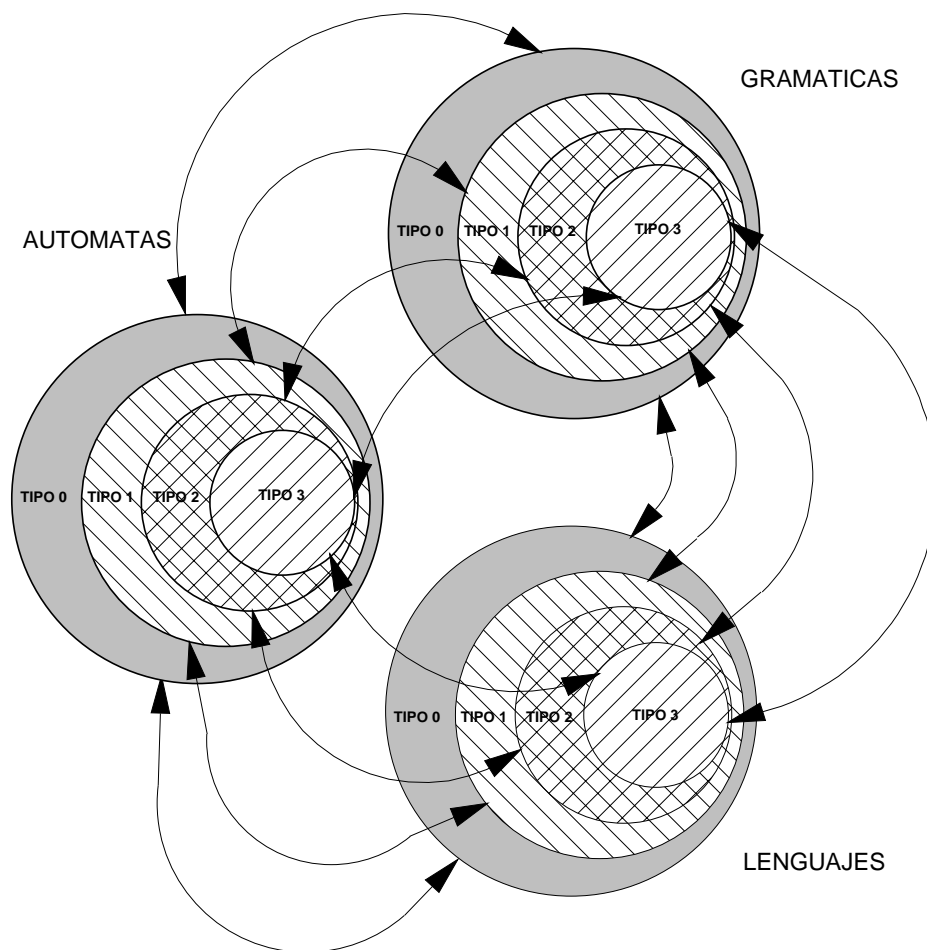 GRAMATICAS
TIPO 0 TIPO 1 TIPO 2 TIPO 3
AUTOMATAS
TIPO 0 TIPO 1 TIPO 2 TIPO 3
TIPO 0 TIPO 1 TIPO 2 TIPO 3
LENGUAJES